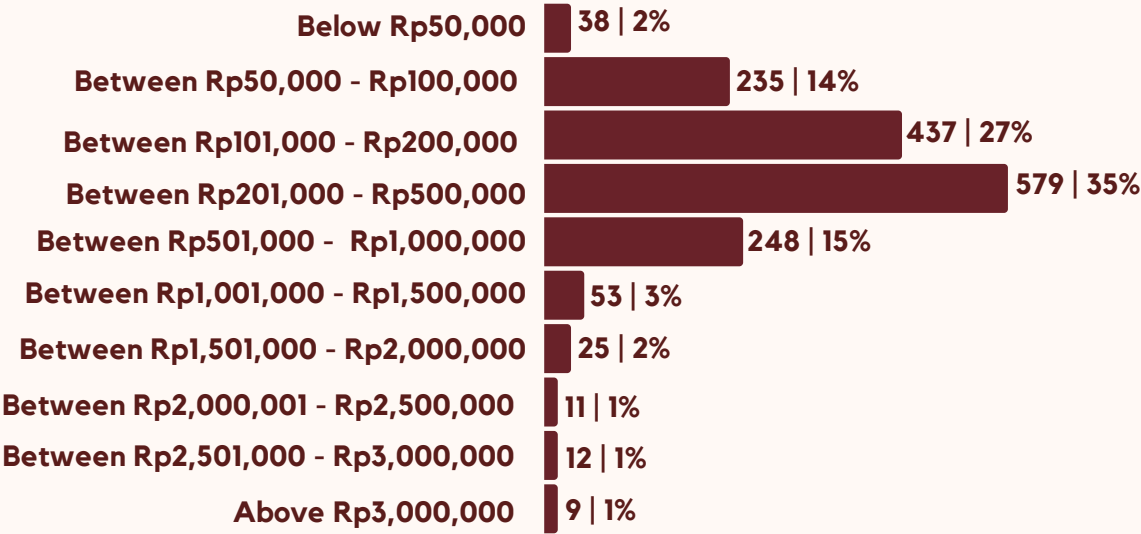 Below Rp50,000 38 | 2%
Between Rp50,000 - Rp100,000 235 | 14%
Between Rp101,000 - Rp200,000 437 | 27%
Between Rp201,000 - Rp500,000 579 | 35%
Between Rp501,000 - Rp1,000,000 248 | 15%
Between Rp1,001,000 - Rp1,500,000 53 | 3%
Between Rp1,501,000 - Rp2,000,000 25 | 2%
Between Rp2,000,001 - Rp2,500,000 11 | 1%
Between Rp2,501,000 - Rp3,000,000 12 | 1%
Above Rp3,000,000 9 | 1%